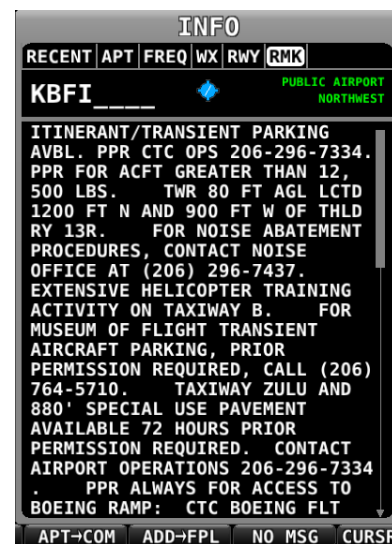 INFO
RECENT APT FREQ WX RWY RMK
KBFI____
PUBLIC AIRPORT
NORTHWEST
ITINERANT/TRANSIENT PARKING
AVBL. PPR CTC OPS 206-296-7334.
PPR FOR ACFT GREATER THAN 12,
500 LBS. TWR 80 FT AGL LCTD
1200 FT N AND 900 FT W OF THLD
RY 13R. FOR NOISE ABATEMENT
PROCEDURES, CONTACT NOISE
OFFICE AT (206) 296-7437.
EXTENSIVE HELICOPTER TRAINING
ACTIVITY ON TAXIWAY B. FOR
MUSEUM OF FLIGHT TRANSIENT
AIRCRAFT PARKING, PRIOR
PERMISSION REQUIRED, CALL (206)
764-5710. TAXIWAY ZULU AND
880' SPECIAL USE PAVEMENT
AVAILABLE 72 HOURS PRIOR
PERMISSION REQUIRED. CONTACT
AIRPORT OPERATIONS 206-296-7334
. PPR ALWAYS FOR ACCESS TO
BOEING RAMP: CTC BOEING FLT
APT→COM ADD→FPL NO MSG CURS